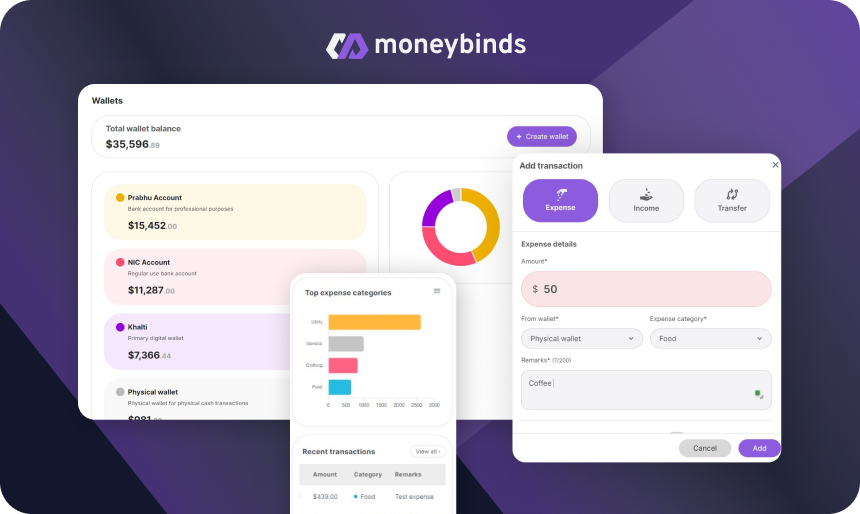 moneybinds
Wallets
Total wallet balance
$35,596.89
+ Create wallet
Prabhu Account
Bank account for professional purposes
$15,452.00
NIC Account
Regular use bank account
$11,287.00
Khalti
Primary digital wallet
$7,366.44
Physical wallet
Physical wallet for physical cash transactions
$981
Top expense categories
Utility
General
Clothing
Food
0 500 1000 1500 2000 2500 3000
Recent transactions
View all ›
Amount Category Remarks
$439.00 Food Test expense
Add transaction
Expense Income Transfer
Expense details
Amount*
$ 50
From wallet* Expense category*
Physical wallet Food
Remarks* (7/200)
Coffee
Cancel Add